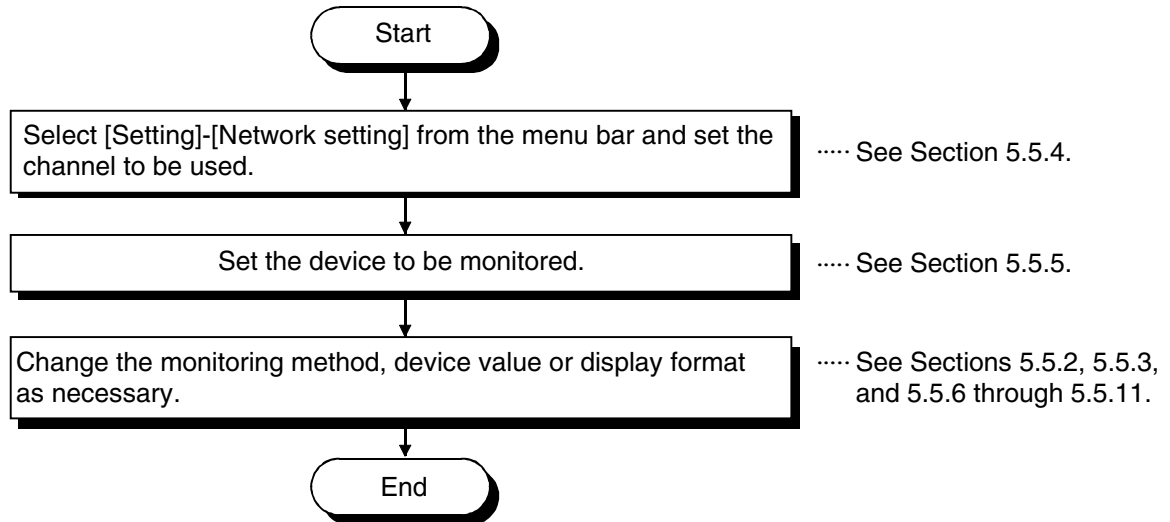 Start
Select [Setting]-[Network setting] from the menu bar and set the
channel to be used.
····· See Section 5.5.4.
Set the device to be monitored.
····· See Section 5.5.5.
Change the monitoring method, device value or display format
as necessary.
····· See Sections 5.5.2, 5.5.3,
and 5.5.6 through 5.5.11.
End